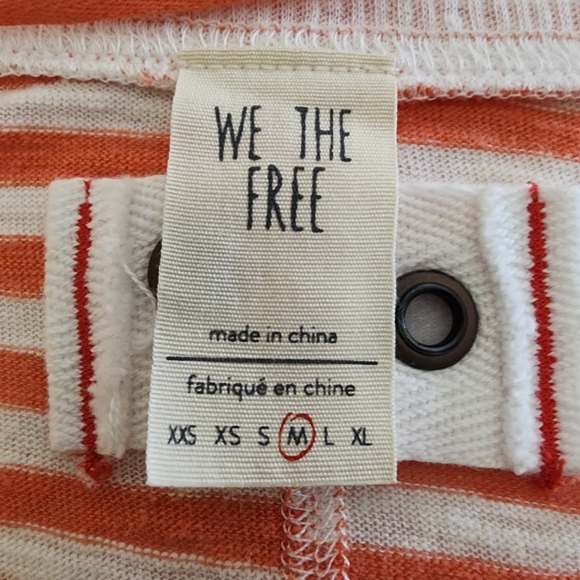 WE THE
FREE
made in china
fabriqué en chine
XXS XS S M L XL